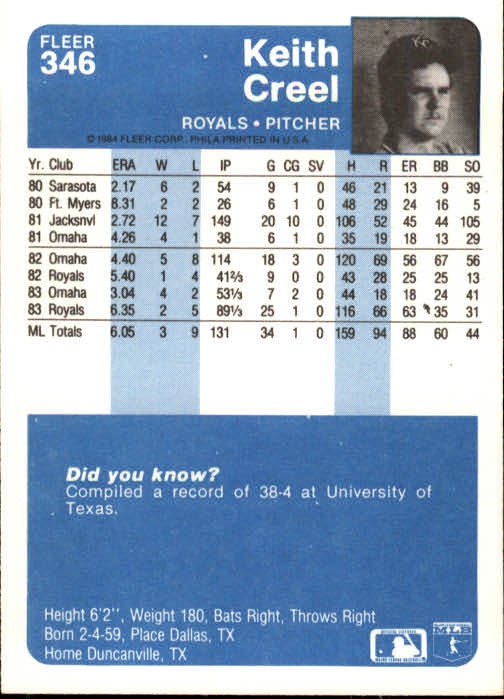 FLEER
346
Keith
Creel
ROYALS • PITCHER
© 1984 FLEER CORP., PHILA PRINTED IN U.S.A.
Yr. Club ERA W L IP G CG SV H R ER BB SO
80 Sarasota 2.17 6 2 54 9 1 0 46 21 13 9 39
80 Ft. Myers 8.31 2 2 26 6 1 0 48 29 24 16 5
81 Jacksnvl 2.72 12 7 149 20 10 0 106 52 45 44 105
81 Omaha 4.26 4 1 38 6 1 0 35 19 18 13 29
82 Omaha 4.40 5 8 114 18 3 0 120 69 56 67 56
82 Royals 5.40 1 4 41⅔ 9 0 0 43 28 25 25 13
83 Omaha 3.04 4 2 53⅓ 7 2 0 44 18 18 24 41
83 Royals 6.35 2 5 89⅓ 25 1 0 116 66 63 35 31
ML Totals 6.05 3 9 131 34 1 0 159 94 88 60 44
Did you know?
Compiled a record of 38-4 at University of
Texas.
Height 6'2", Weight 180, Bats Right, Throws Right
Born 2-4-59, Place Dallas, TX
Home Duncanville, TX
MLB